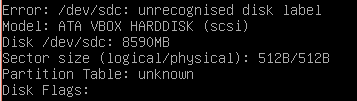 Error: /dev/sdc: unrecognised disk label
Model: ATA VBOX HARDDISK (scsi)
Disk /dev/sdc: 8590MB
Sector size (logical/physical): 512B/512B
Partition Table: unknown
Disk Flags: